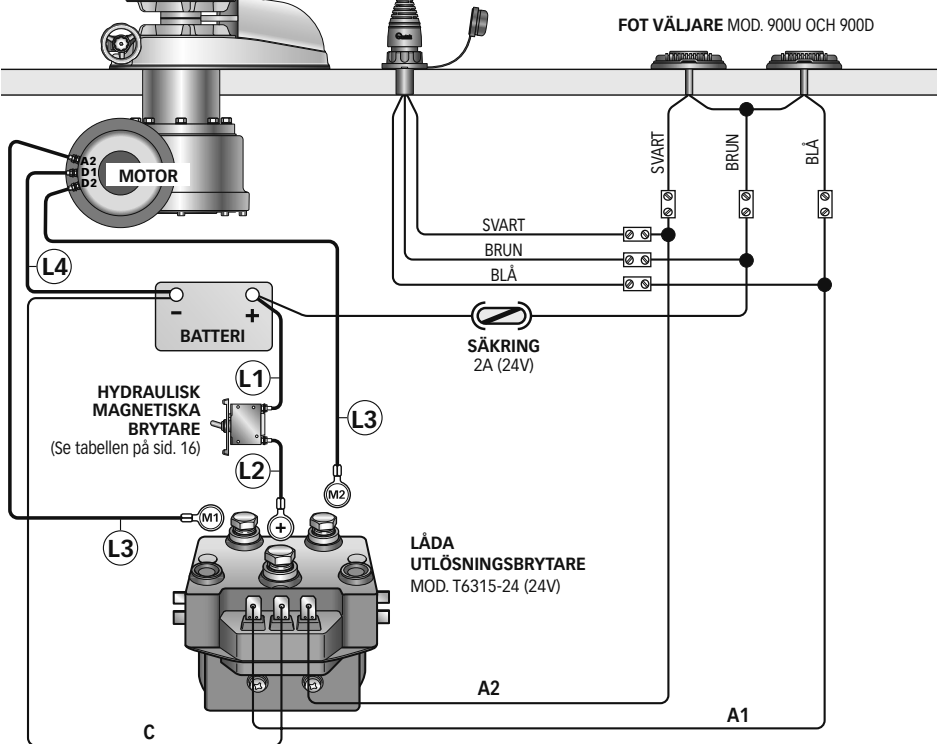 FOT VÄLJARE MOD. 900U OCH 900D
Quick
A2
D1
D2
MOTOR
SVART
BRUN
BLÅ
SVART
BRUN
BLÅ
L4
-
+
BATTERI
SÄKRING
2A (24V)
L1
HYDRAULISK
MAGNETISKA
BRYTARE
(Se tabellen på sid. 16)
L2
L3
M2
M1
+
L3
LÅDA
UTLÖSNINGSBRYTARE
MOD. T6315-24 (24V)
A2
A1
C